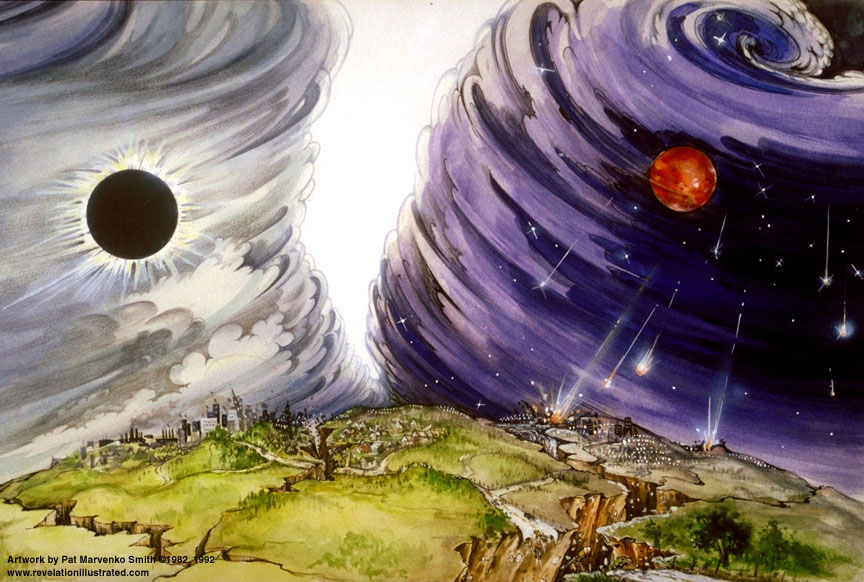 Artwork by Pat Marvenko Smith ©1982, 1992
www.revelationillustrated.com